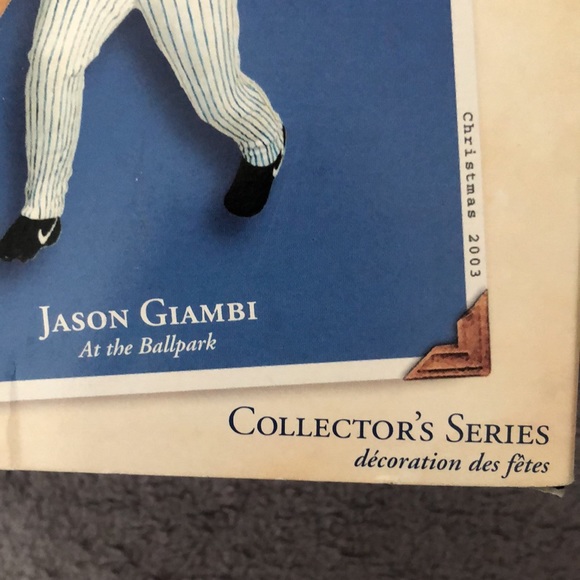 Christmas 2003
JASON GIAMBI
At the Ballpark
COLLECTOR'S SERIES
décoration des fêtes